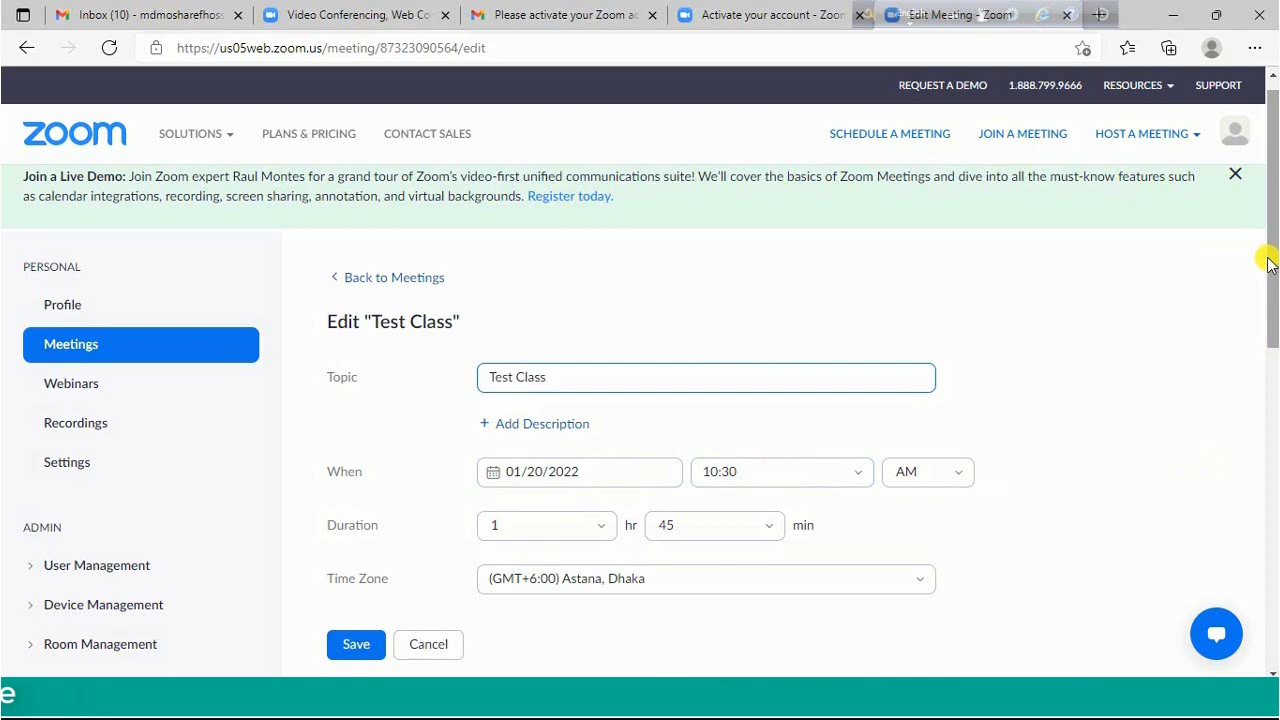 Inbox (10) - mdmosharefhoss
Video Conferencing, Web Co
Please activate your Zoom ac
Activate your account - Zoom
Edit Meeting - Zoom
https://us05web.zoom.us/meeting/87323090564/edit
REQUEST A DEMO 1.888.799.9666 RESOURCES SUPPORT
zoom SOLUTIONS PLANS & PRICING CONTACT SALES SCHEDULE A MEETING JOIN A MEETING HOST A MEETING
Join a Live Demo: Join Zoom expert Raul Montes for a grand tour of Zoom's video-first unified communications suite! We'll cover the basics of Zoom Meetings and dive into all the must-know features such
as calendar integrations, recording, screen sharing, annotation, and virtual backgrounds. Register today.
PERSONAL
Profile
Meetings
Webinars
Recordings
Settings
ADMIN
User Management
Device Management
Room Management
Back to Meetings
Edit "Test Class"
Topic Test Class
+ Add Description
When 01/20/2022 10:30 AM
Duration 1 hr 45 min
Time Zone (GMT+6:00) Astana, Dhaka
Save Cancel
e